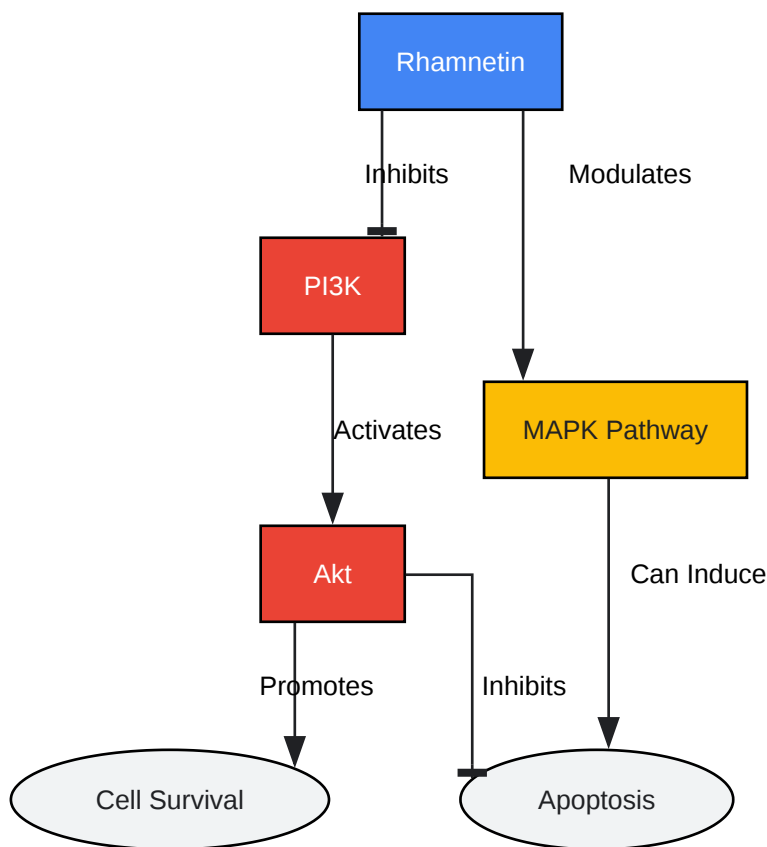 Rhamnetin
Inhibits
Modulates
PI3K
Activates
MAPK Pathway
Akt
Can Induce
Promotes
Inhibits
Cell Survival
Apoptosis